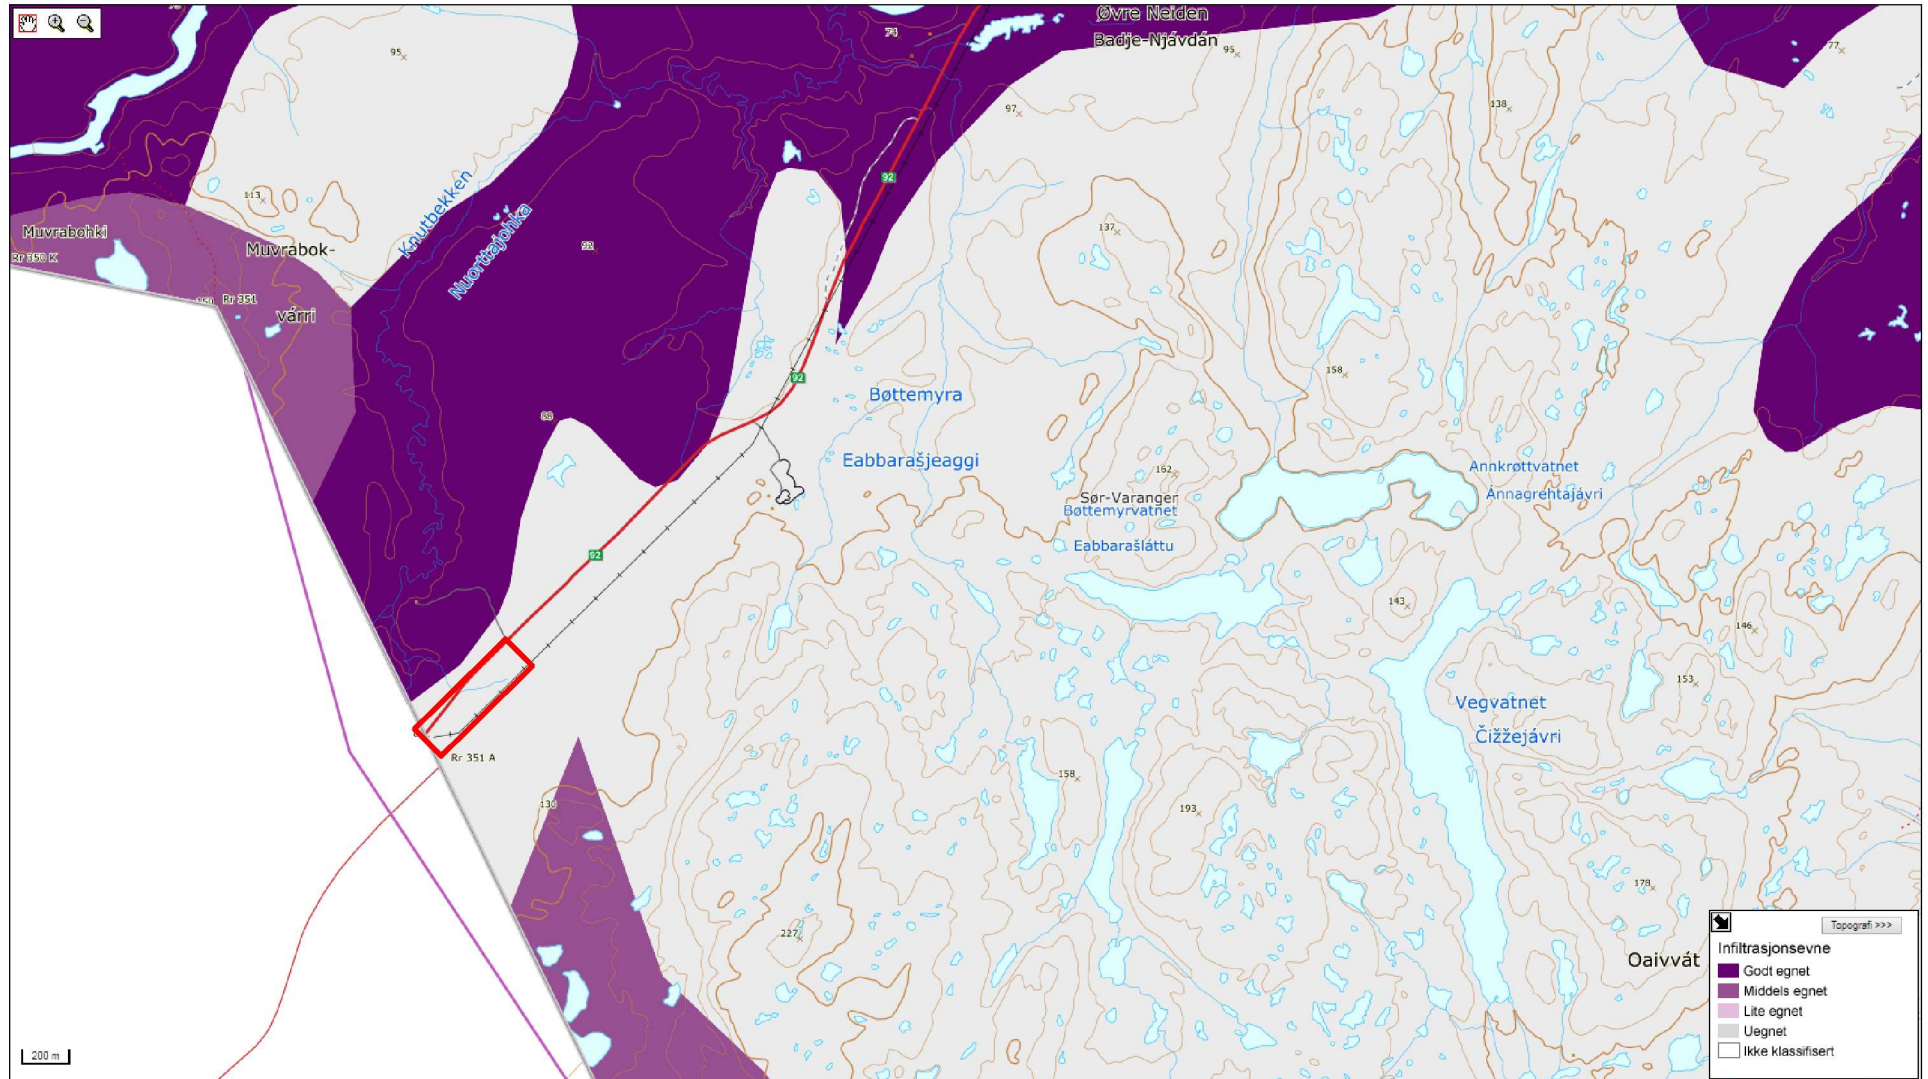 Øvre Neiden
Badje-Njávdán
74
95
95
77
97
138
Knutbekken
Nuorttajohka
92
113
Muvrabohki
Muvrabok-
várri
Rr 350 K
Rr 351
92
137
92
158
Bøttemyra
88
Eabbarašjeaggi
162
Annkrøttvatnet
Ánnagrehtajávri
Sør-Varanger
Bøttemyrvatnet
Eabbarašláttu
92
143
146
153
Vegvatnet
Čižžejávri
Rr 351 A
158
130
193
178
227
Oaivvát
Topografi >>>
Infiltrasjonsevne
Godt egnet
Middels egnet
Lite egnet
Uegnet
Ikke klassifisert
200 m